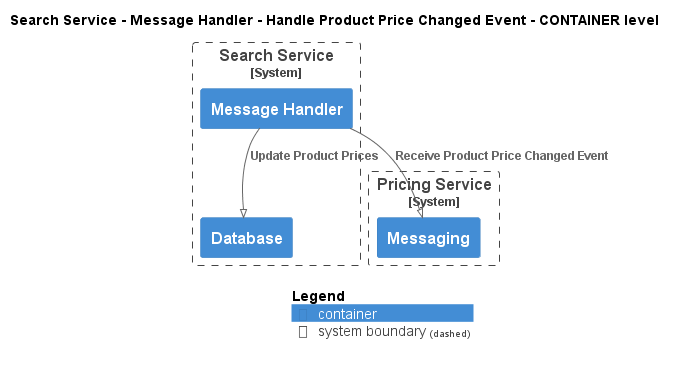 Search Service - Message Handler - Handle Product Price Changed Event - CONTAINER level
Search Service
[System]
Message Handler
Update Product Prices
Receive Product Price Changed Event
Pricing Service
[System]
Database
Messaging
Legend
container
system boundary (dashed)